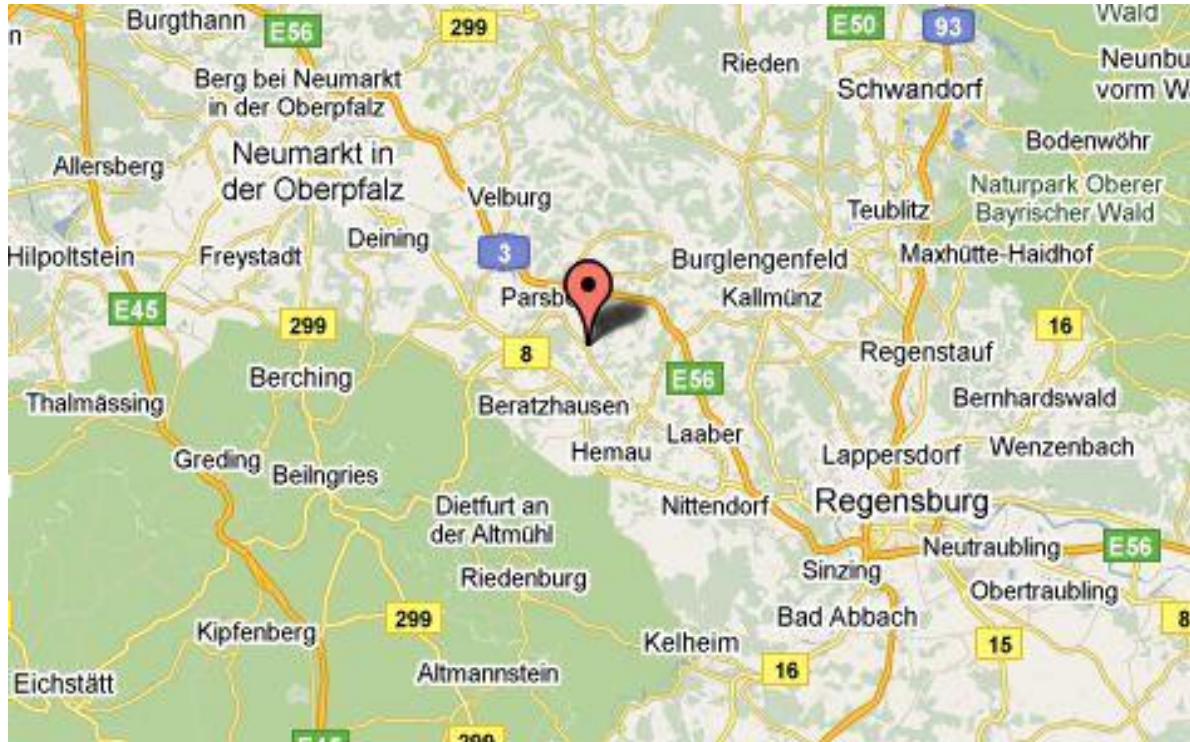 Wald
Burgthann
E56
299
E50
93
n
Rieden
Neunbu
vorm W
Berg bei Neumarkt
in der Oberpfalz
Schwandorf
Allersberg
Neumarkt in
der Oberpfalz
Bodenwöhr
Velburg
Naturpark Oberer
Bayrischer Wald
Teublitz
Deining
3
Hilpoltstein
Freystadt
Burglengenfeld
Maxhütte-Haidhof
E45
Parsb
Kallmünz
299
16
8
Regenstauf
Berching
E56
Thalmässing
Beratzhausen
Bernhardswald
Laaber
Greding
Hemau
Lappersdorf
Wenzenbach
Beilngries
Dietfurt an
der Altmühl
Nittendorf
Regensburg
Neutraubling
E56
Riedenburg
Sinzing
Obertraubling
299
Bad Abbach
8
Kipfenberg
Kelheim
15
Altmannstein
16
Eichstätt
E45
299